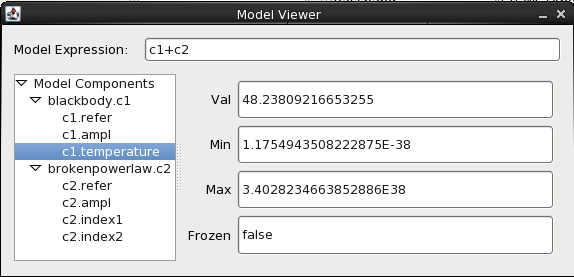 Model Viewer
Model Expression: c1+c2
Model Components
blackbody.c1
c1.refer
c1.ampl
c1.temperature
brokenpowerlaw.c2
c2.refer
c2.ampl
c2.index1
c2.index2
Val 48.23809216653255
Min 1.1754943508222875E-38
Max 3.4028234663852886E38
Frozen false